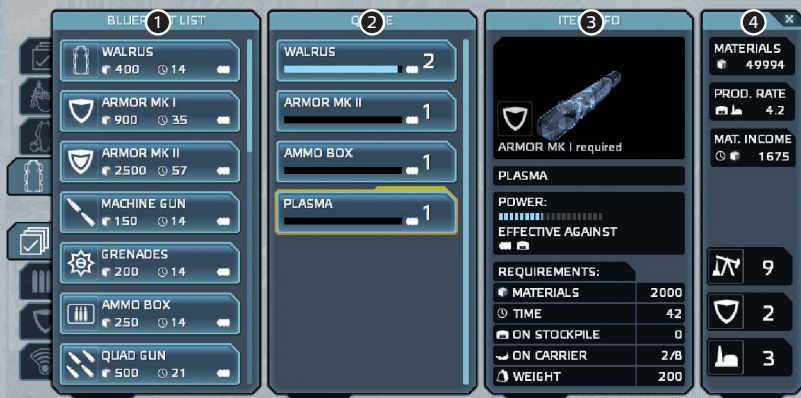 BLUEPRINT LIST
1
WALRUS
400 14
ARMOR MK I
900 35
ARMOR MK II
2500 57
MACHINE GUN
150 14
GRENADES
200 14
AMMO BOX
250 14
QUAD GUN
500 21
2
WALRUS
2
ARMOR MK II
1
AMMO BOX
1
PLASMA
1
3
ARMOR MK I required
PLASMA
POWER:
EFFECTIVE AGAINST
REQUIREMENTS:
MATERIALS 2000
TIME 42
ON STOCKPILE 0
ON CARRIER 2/8
WEIGHT 200
4
X
MATERIALS
49994
PROD. RATE
4.2
MAT. INCOME
1675
9
2
3